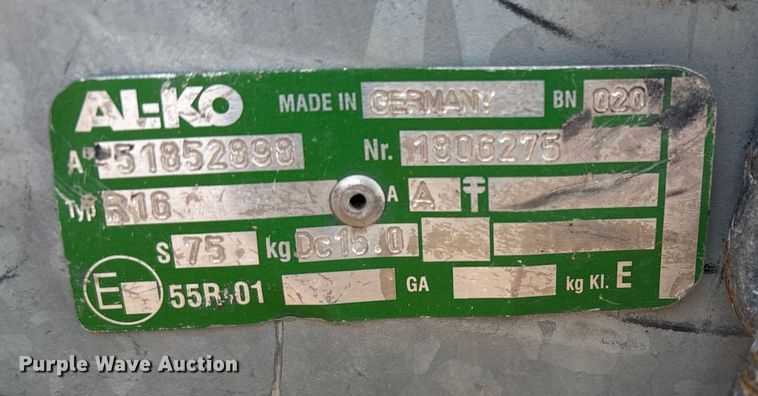 AL-KO MADE IN GERMANY BN 020
51852898 Nr. 1806275
Typ R16 A A
S 75 kg Dc 15.0
E 55R-01 GA kg Kl. E
Purple Wave Auction